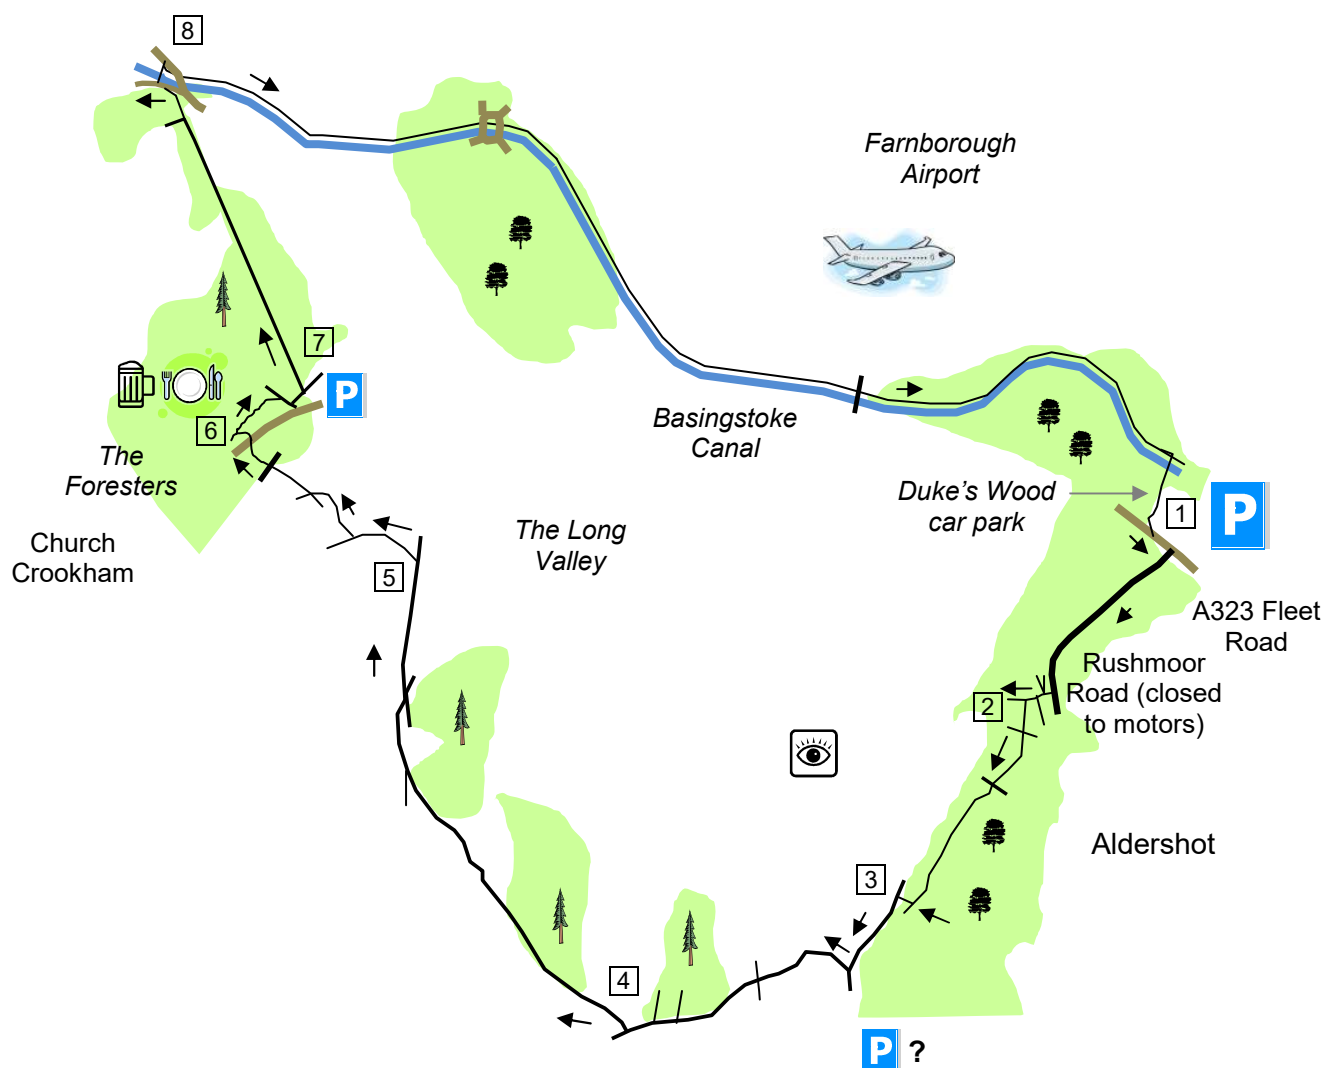 8
Farnborough
Airport
7
P
6
The
Foresters
Basingstoke
Canal
Duke's Wood
car park
1
P
Church
Crookham
The Long
Valley
5
A323 Fleet
Road
Rushmoor
Road (closed
to motors)
2
Aldershot
3
4
P ?